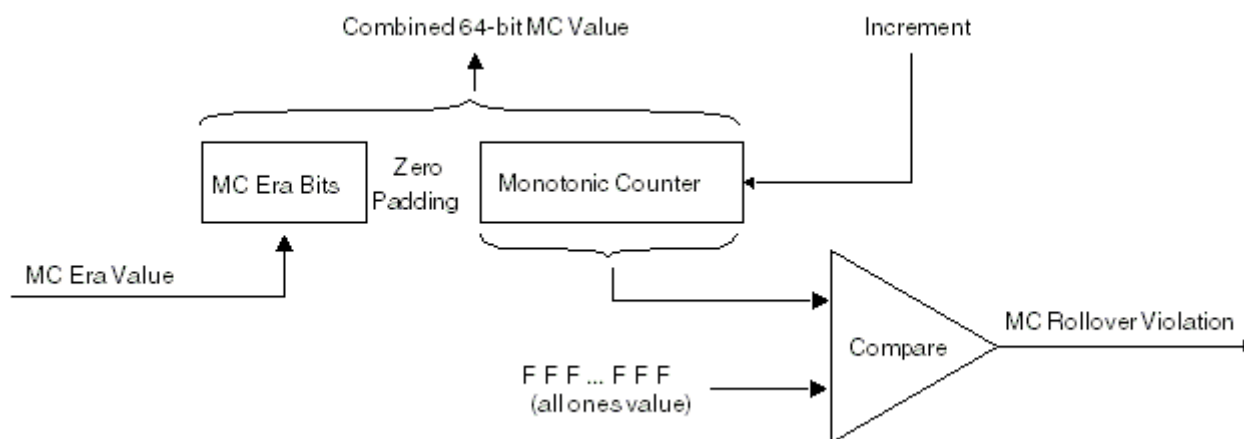 Combined 64-bit MC Value
Increment
MC Era Bits
Zero
Padding
Monotonic Counter
MC Era Value
MC Rollover Violation
Compare
F F F ... F F F
(all ones value)